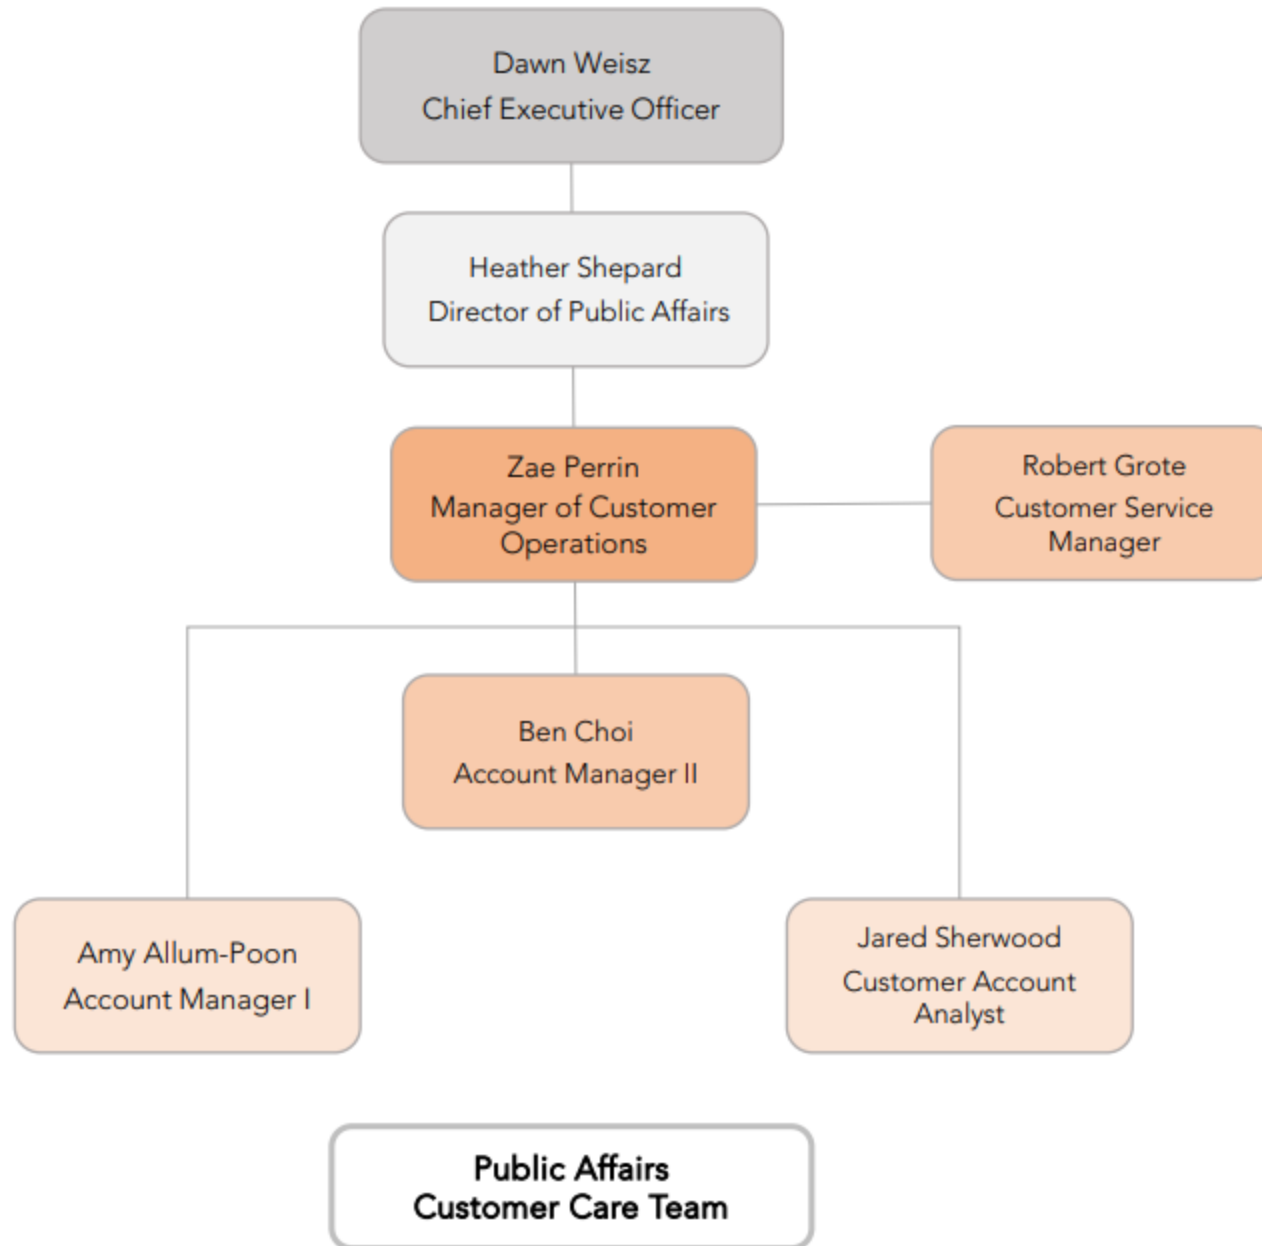 Dawn Weisz
Chief Executive Officer
Heather Shepard
Director of Public Affairs
Zae Perrin
Manager of Customer
Operations
Robert Grote
Customer Service
Manager
Ben Choi
Account Manager II
Amy Allum-Poon
Account Manager I
Jared Sherwood
Customer Account
Analyst
Public Affairs
Customer Care Team